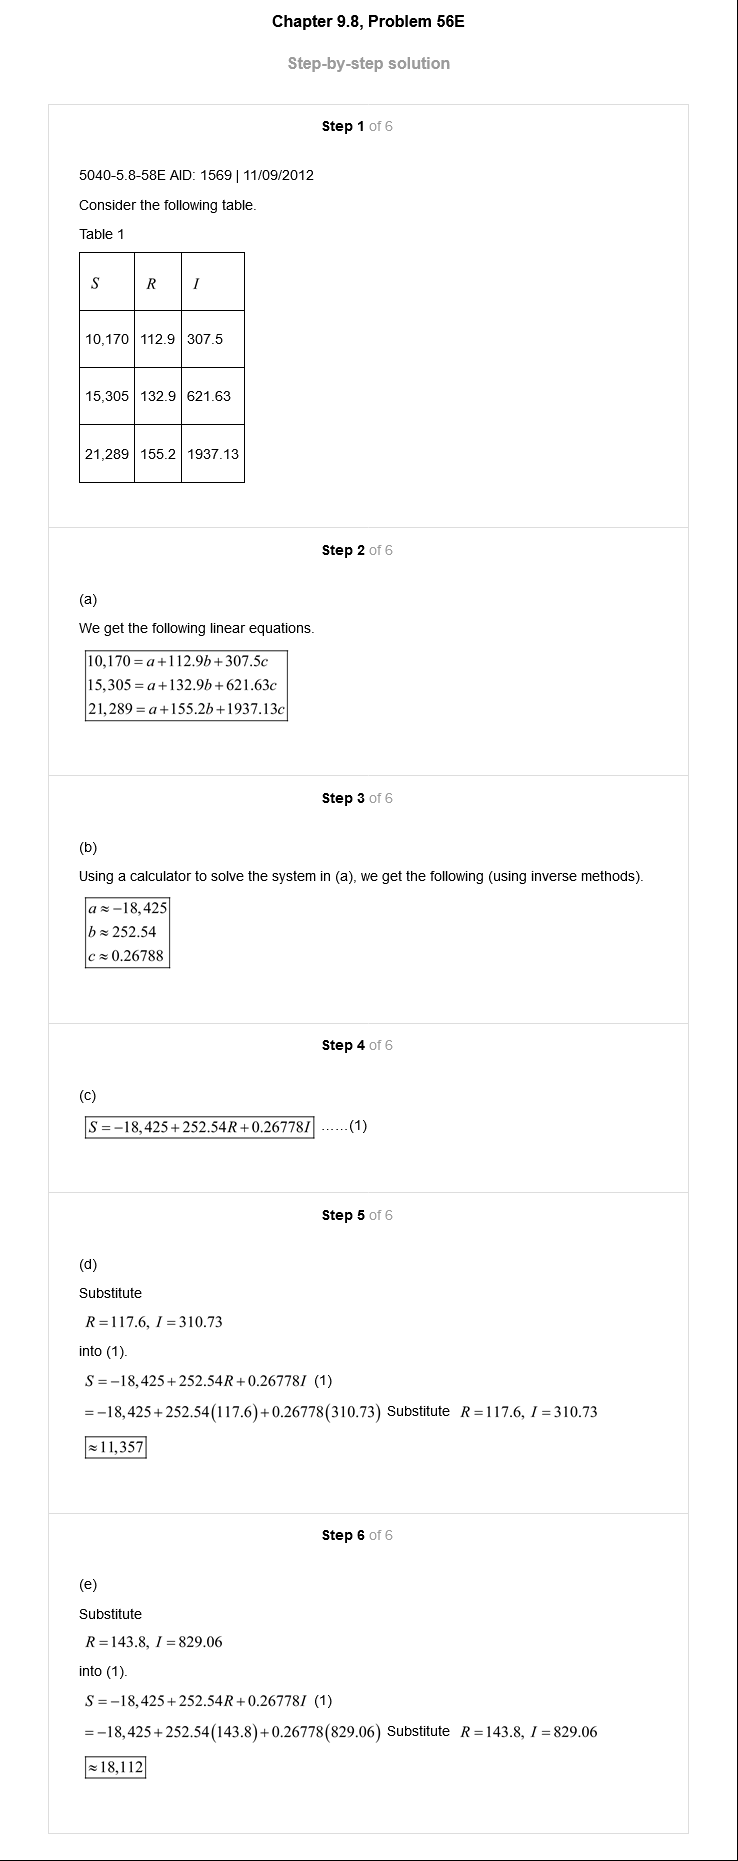 Chapter 9.8, Problem 56E
Step-by-step solution
Step 1 of 6
5040-5.8-58E AID: 1569 | 11/09/2012
Consider the following table.
Table 1
S R I
10,170 112.9 307.5
15,305 132.9 621.63
21,289 155.2 1937.13
Step 2 of 6
(a)
We get the following linear equations.
10,170 = a + 112.9b + 307.5c
15,305 = a + 132.9b + 621.63c
21,289 = a + 155.2b + 1937.13c
Step 3 of 6
(b)
Using a calculator to solve the system in (a), we get the following (using inverse methods).
a ≈ −18,425
b ≈ 252.54
c ≈ 0.26788
Step 4 of 6
(c)
S = −18,425 + 252.54R + 0.26778I ......(1)
Step 5 of 6
(d)
Substitute
R = 117.6, I = 310.73
into (1).
S = −18,425 + 252.54R + 0.26778I (1)
= −18,425 + 252.54(117.6) + 0.26778(310.73) Substitute R = 117.6, I = 310.73
≈ 11,357
Step 6 of 6
(e)
Substitute
R = 143.8, I = 829.06
into (1).
S = −18,425 + 252.54R + 0.26778I (1)
= −18,425 + 252.54(143.8) + 0.26778(829.06) Substitute R = 143.8, I = 829.06
≈ 18,112